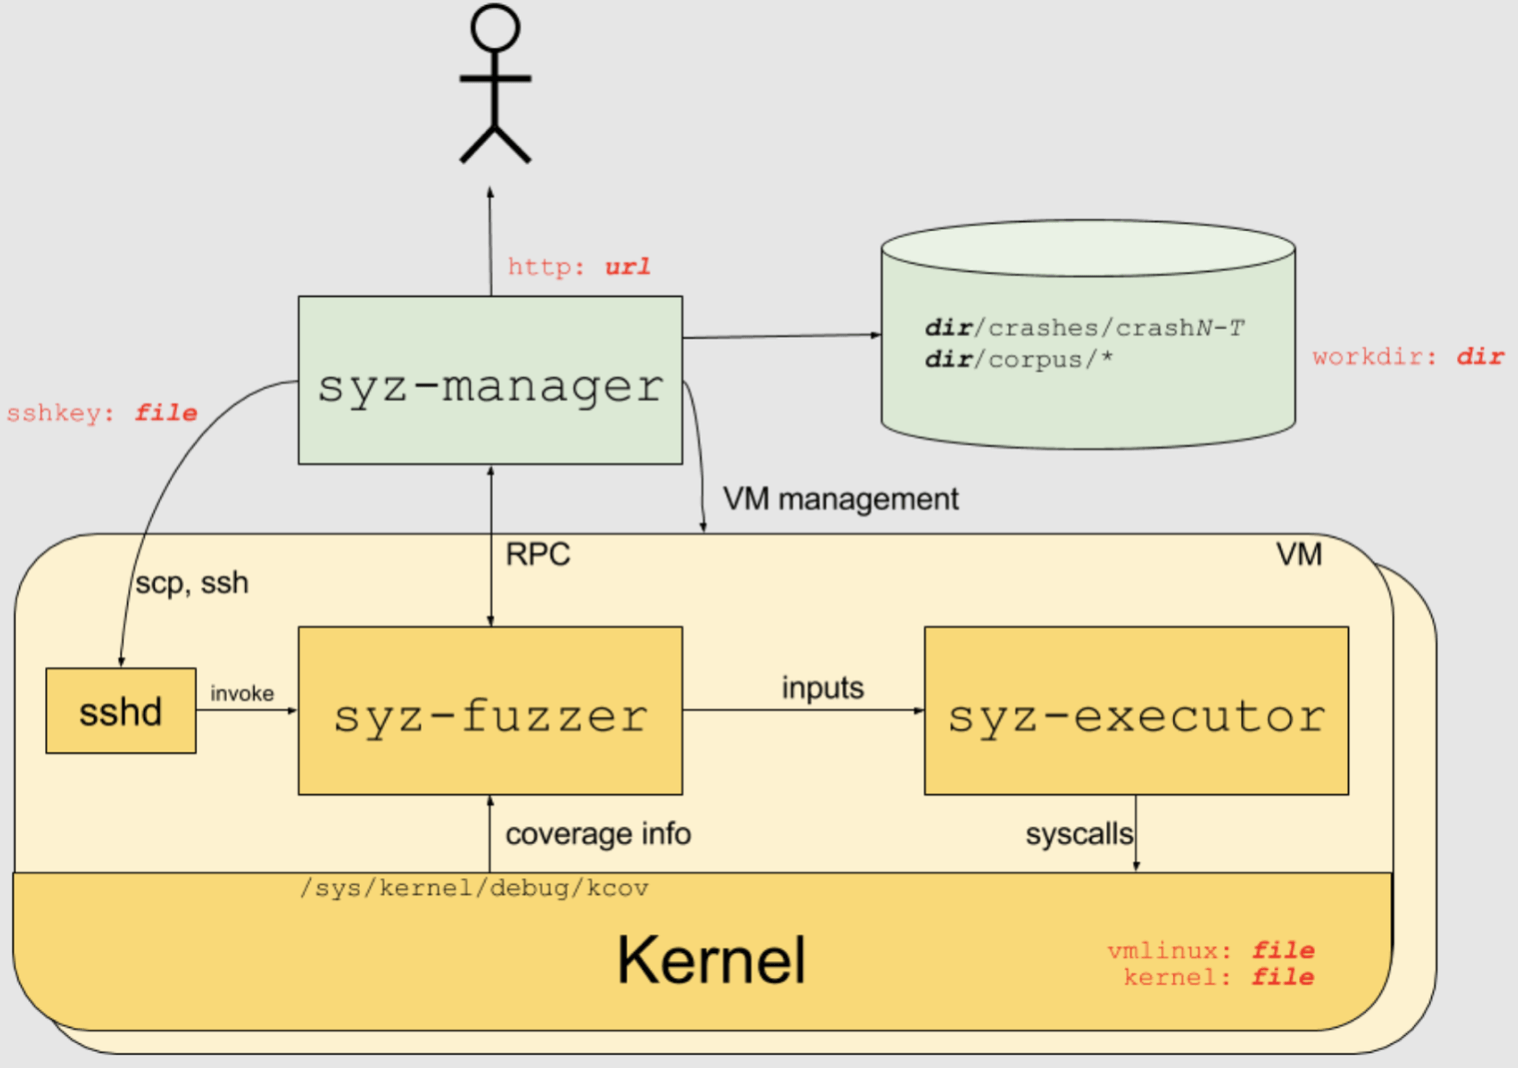 http: url
dir/crashes/crashN-T
dir/corpus/*
workdir: dir
syz-manager
sshkey: file
VM management
RPC
VM
scp, ssh
sshd
invoke
syz-fuzzer
inputs
syz-executor
coverage info
syscalls
/sys/kernel/debug/kcov
Kernel
vmlinux: file
kernel: file